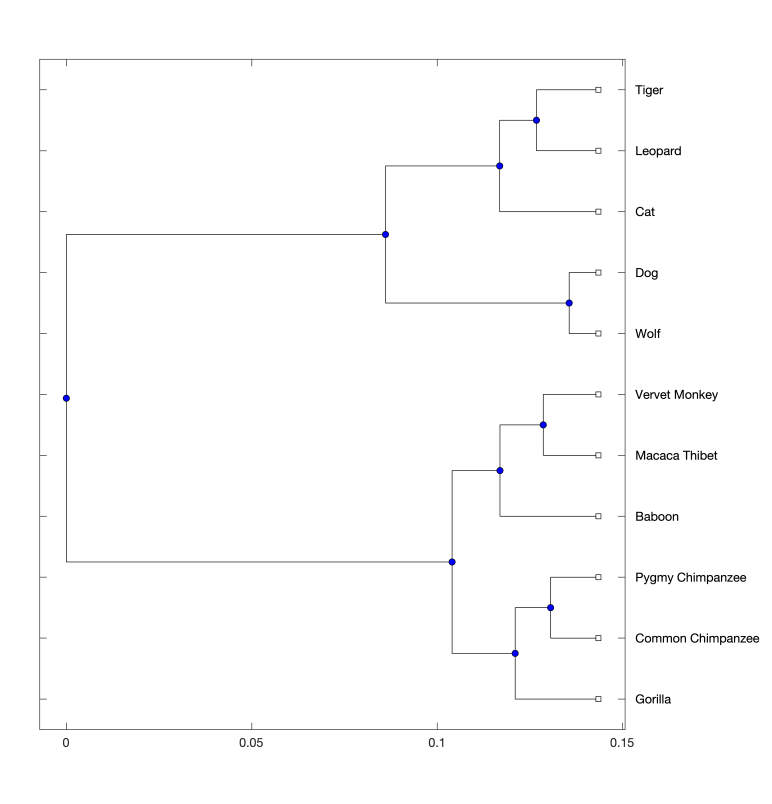 Tiger
Leopard
Cat
Dog
Wolf
Vervet Monkey
Macaca Thibet
Baboon
Pygmy Chimpanzee
Common Chimpanzee
Gorilla
0 0.05 0.1 0.15